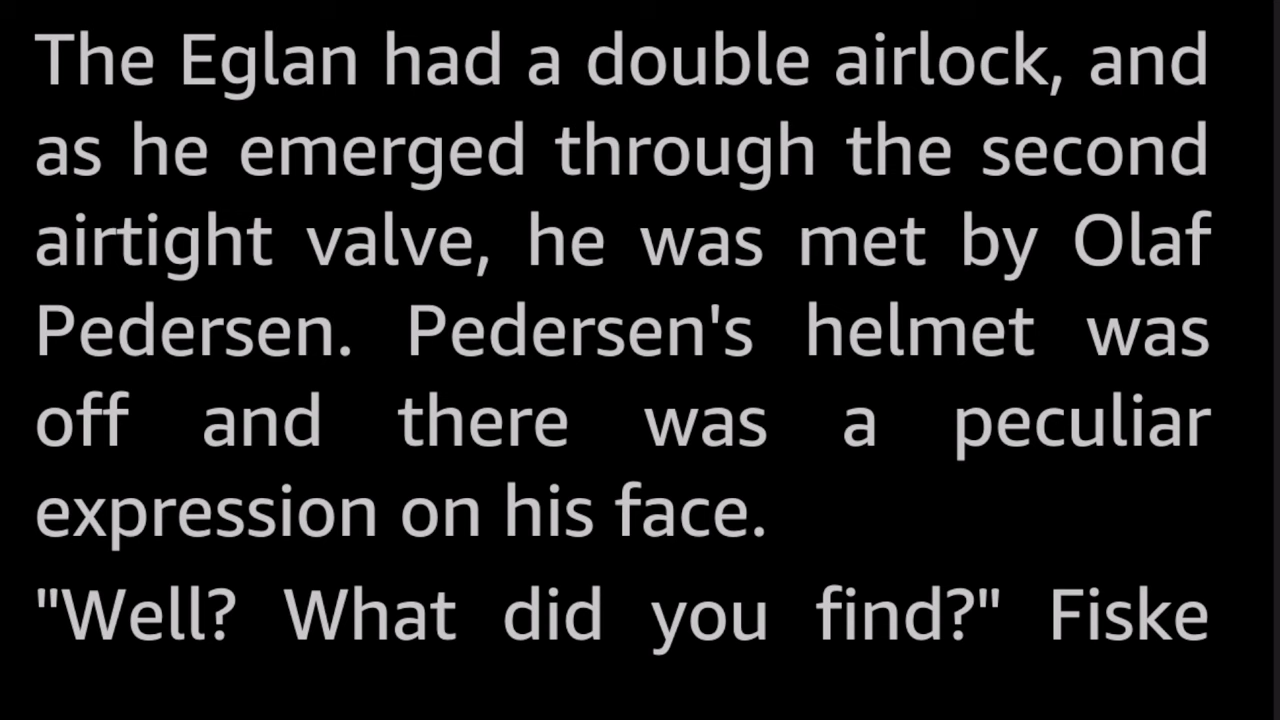 The Eglan had a double airlock, and
as he emerged through the second
airtight valve, he was met by Olaf
Pedersen. Pedersen's helmet was
off and there was a peculiar
expression on his face.
"Well? What did you find?" Fiske